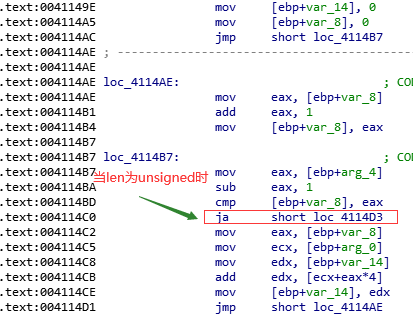 .text:0041149E mov [ebp+var_14], 0
.text:004114A5 mov [ebp+var_8], 0
.text:004114AC jmp short loc_4114B7
.text:004114AE ; ---------------------------------------------------
.text:004114AE
.text:004114AE loc_4114AE: ; CO
.text:004114AE mov eax, [ebp+var_8]
.text:004114B1 add eax, 1
.text:004114B4 mov [ebp+var_8], eax
.text:004114B7
.text:004114B7 loc_4114B7: ; CO
.text:004114B7 mov eax, [ebp+arg_4]
当len为unsigned时
.text:004114BA sub eax, 1
.text:004114BD cmp [ebp+var_8], eax
.text:004114C0 ja short loc_4114D3
.text:004114C2 mov eax, [ebp+var_8]
.text:004114C5 mov ecx, [ebp+arg_0]
.text:004114C8 mov edx, [ebp+var_14]
.text:004114CB add edx, [ecx+eax*4]
.text:004114CE mov [ebp+var_14], edx
.text:004114D1 jmp short loc_4114AE